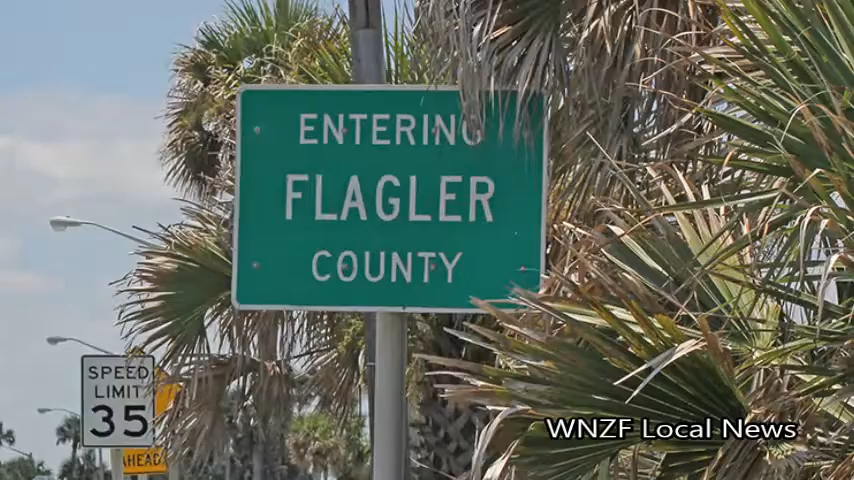 ENTERING
FLAGLER
COUNTY
SPEED
LIMIT
35
AHEAD
WNZF Local News